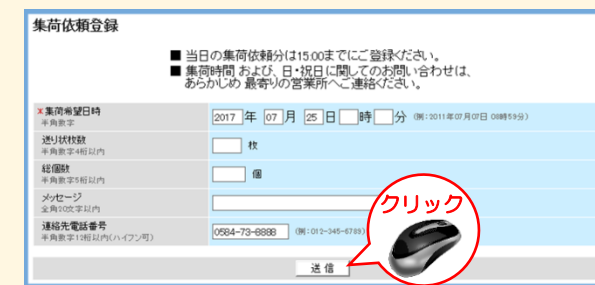 集荷依頼登録
■ 当日の集荷依頼分は15:00までにご登録ください。
■ 集荷時間 および、日・祝日に関してのお問い合わせは、
あらかじめ 最寄りの営業所へご連絡ください。
×集荷希望日時
半角数字
2017 年 07 月 25 日 時 分 (例:2011年07月07日 08時59分)
送り状枚数
半角数字4桁以内
枚
総個数
半角数字5桁以内
個
メッセージ
全角30文字以内
連絡先電話番号
半角数字13桁以内(ハイフン可)
0584-73-8888 (例:012-345-6789)
クリック
送信